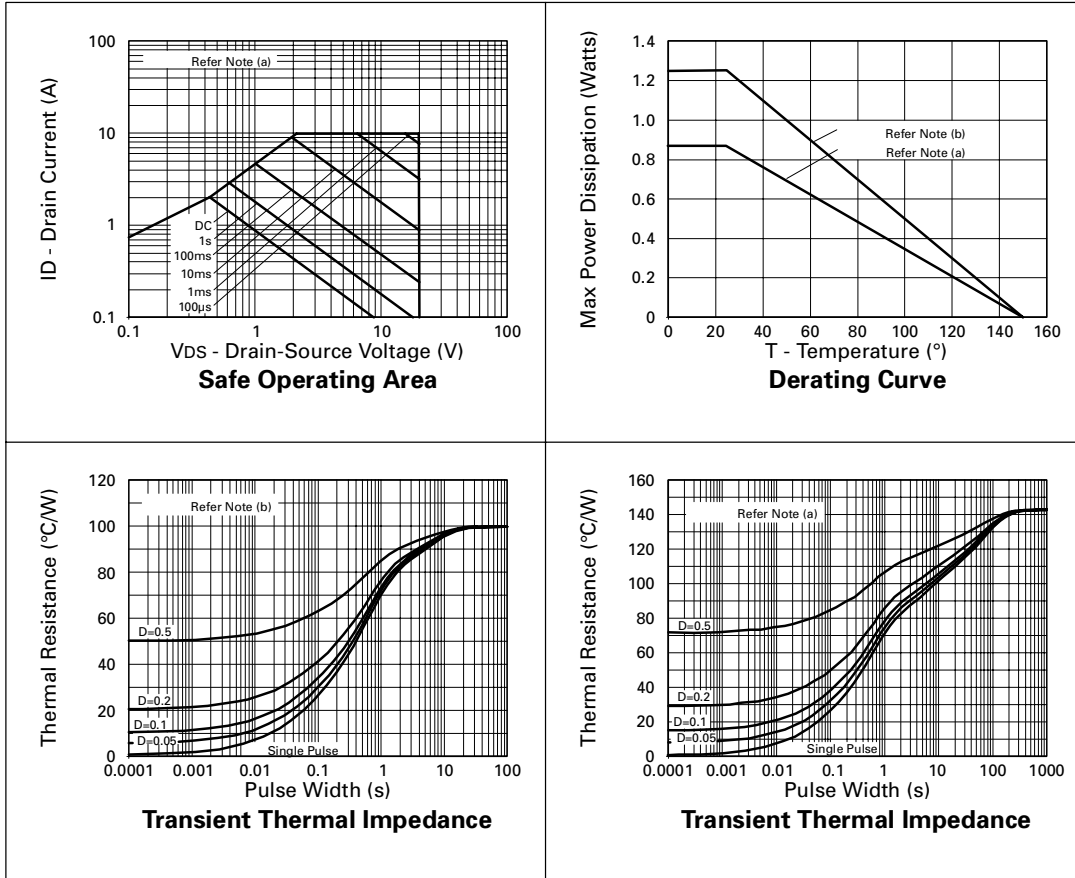 100
10
1
0.1
ID - Drain Current (A)
Refer Note (a)
DC
1s
100ms
10ms
1ms
100µs
0.1
1
10
100
VDS - Drain-Source Voltage (V)
Safe Operating Area
1.4
1.2
1.0
0.8
0.6
0.4
0.2
0
Max Power Dissipation (Watts)
Refer Note (b)
Refer Note (a)
0
20
40
60
80
100
120
140
160
T - Temperature (°)
Derating Curve
120
100
80
60
40
20
0
Thermal Resistance (°C/W)
Refer Note (b)
D=0.5
D=0.2
D=0.1
D=0.05
Single Pulse
0.0001
0.001
0.01
0.1
1
10
100
Pulse Width (s)
Transient Thermal Impedance
160
140
120
100
80
60
40
20
0
Thermal Resistance (°C/W)
Refer Note (a)
D=0.5
D=0.2
D=0.1
D=0.05
Single Pulse
0.0001
0.001
0.01
0.1
1
10
100
1000
Pulse Width (s)
Transient Thermal Impedance